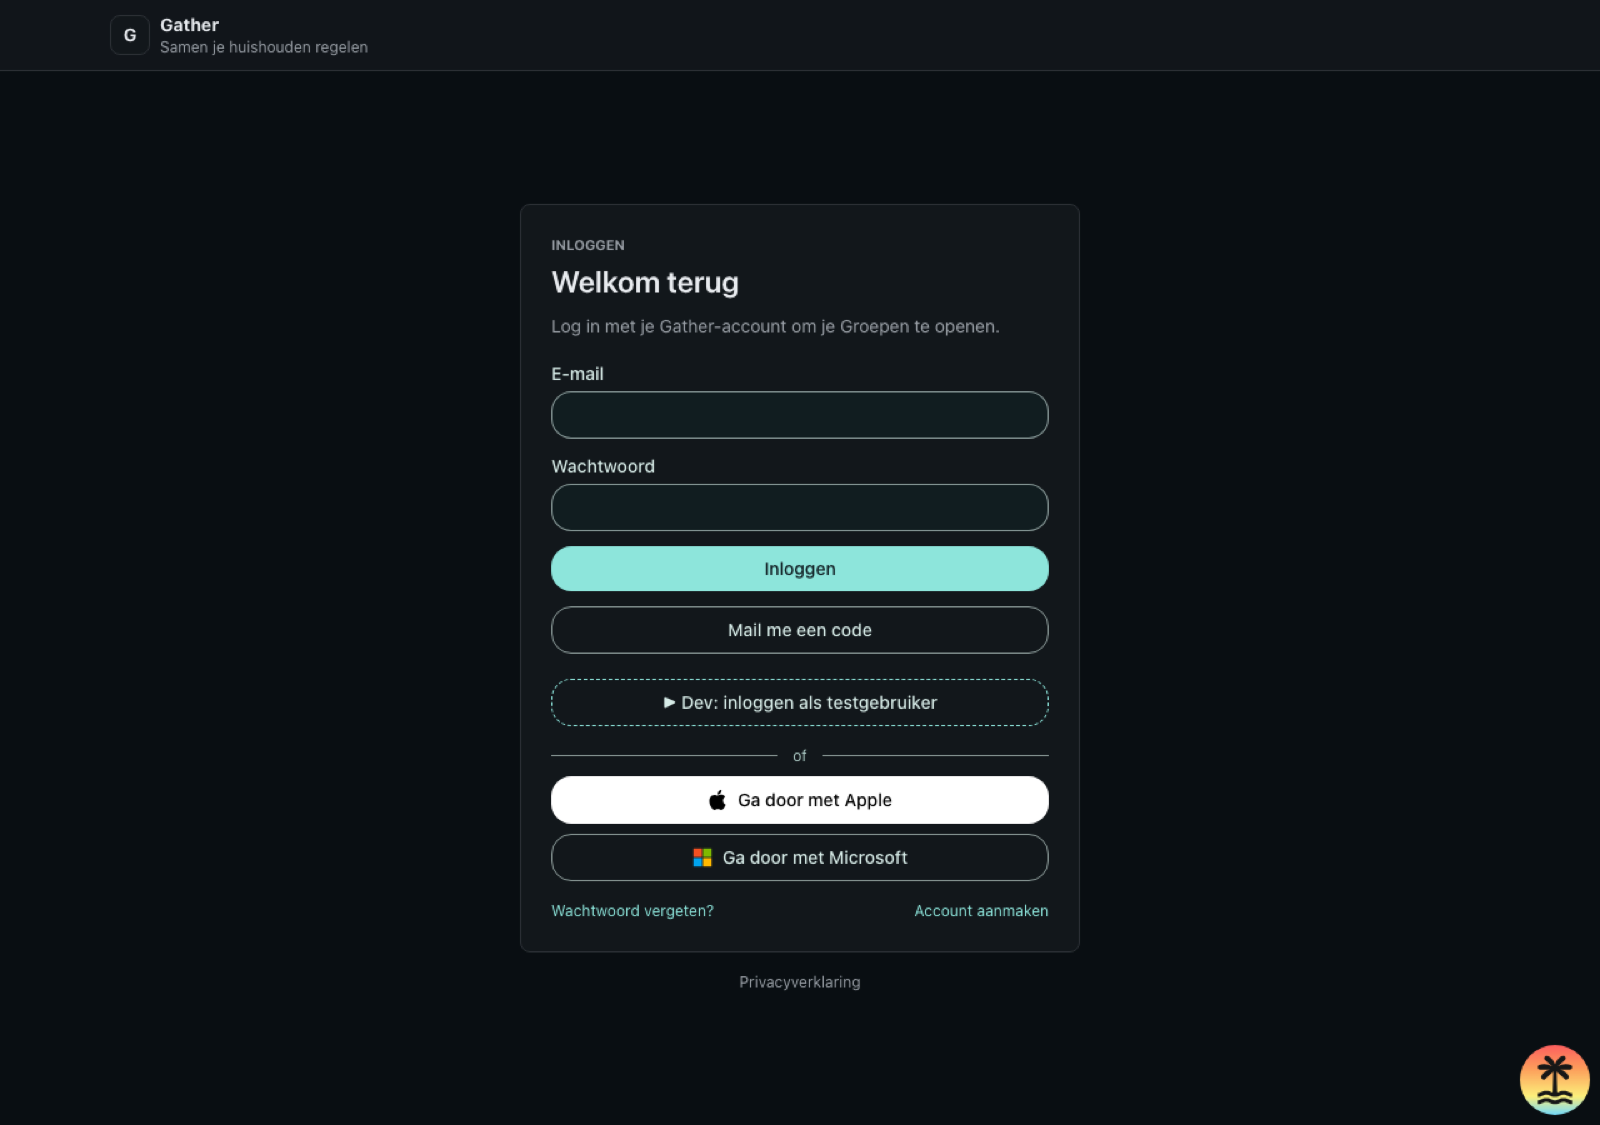 G
Gather
Samen je huishouden regelen
INLOGGEN
Welkom terug
Log in met je Gather-account om je Groepen te openen.
E-mail
Wachtwoord
Inloggen
Mail me een code
▶ Dev: inloggen als testgebruiker
of
Ga door met Apple
Ga door met Microsoft
Wachtwoord vergeten?
Account aanmaken
Privacyverklaring